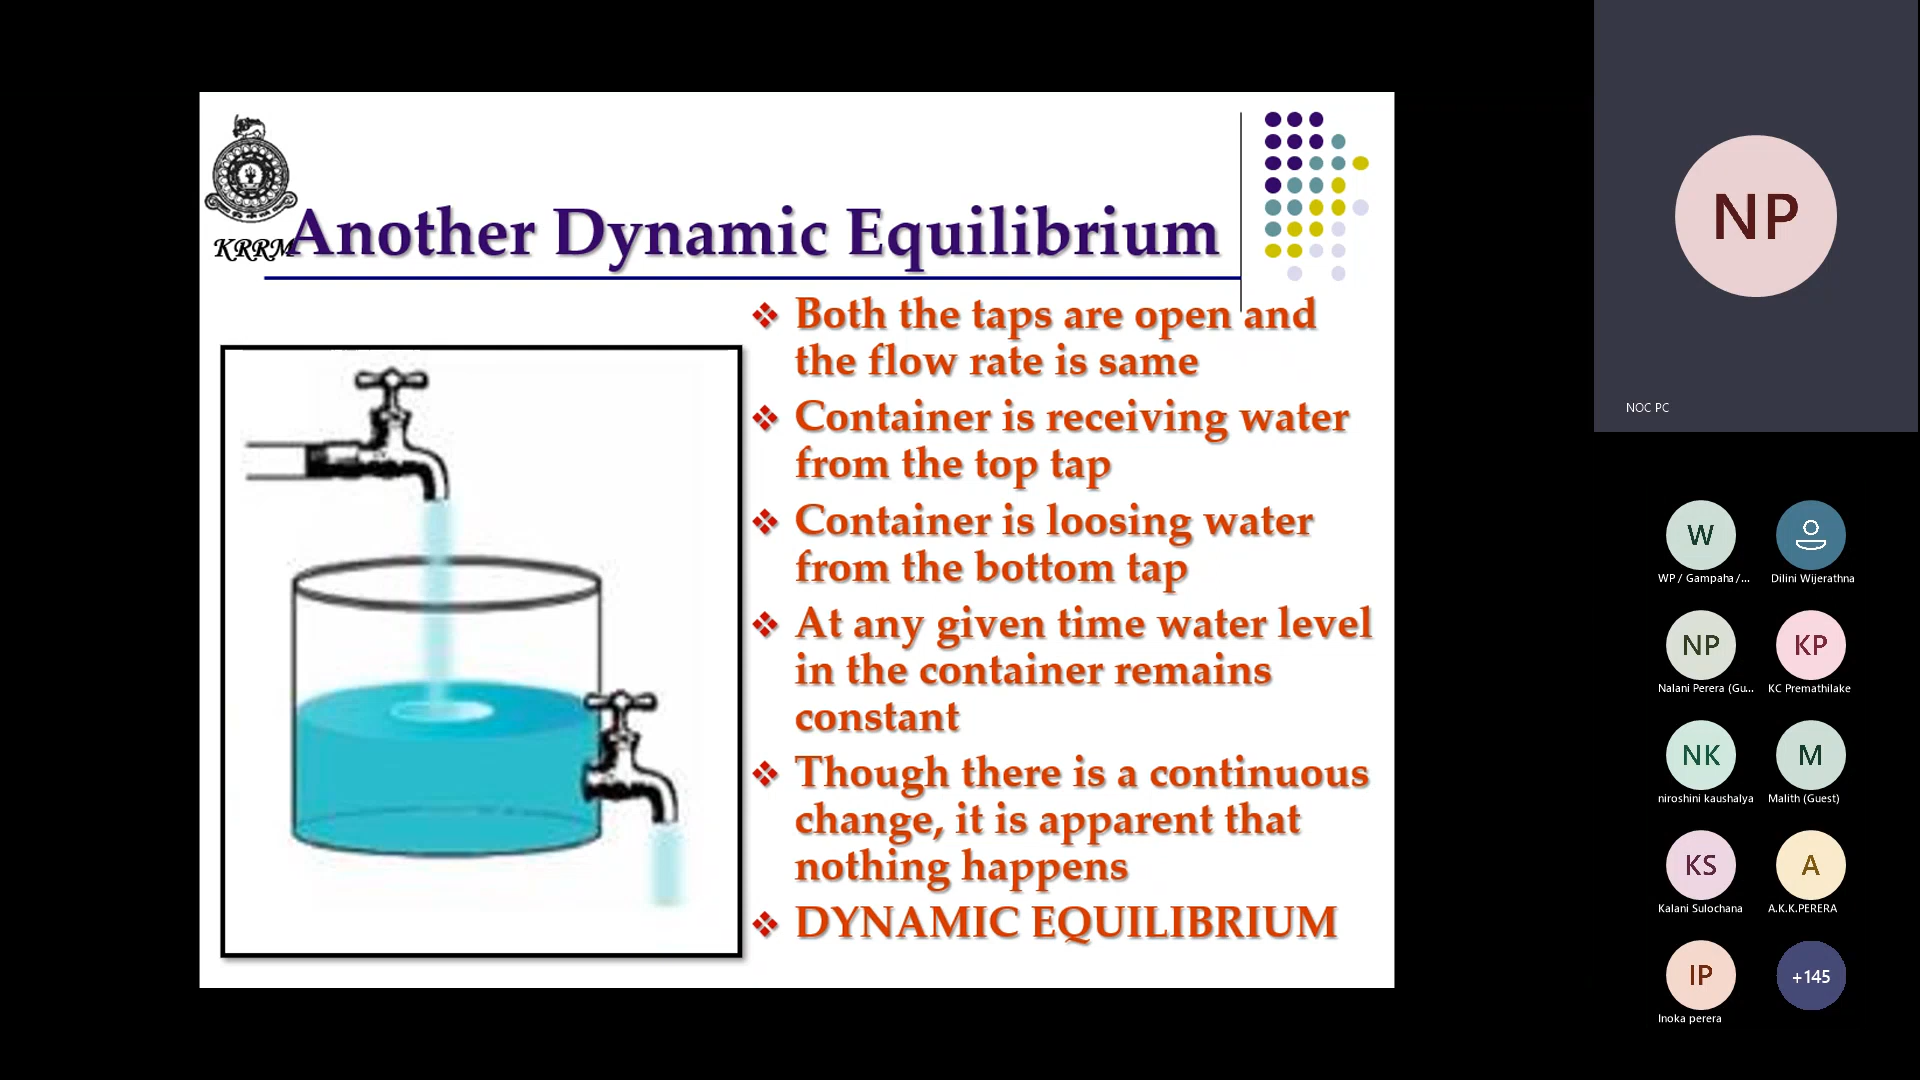 KRRM
Another Dynamic Equilibrium
Both the taps are open and
the flow rate is same
Container is receiving water
from the top tap
Container is loosing water
from the bottom tap
At any given time water level
in the container remains
constant
Though there is a continuous
change, it is apparent that
nothing happens
DYNAMIC EQUILIBRIUM
NP
NOC PC
W
WP / Gampaha /...
Dilini Wijerathna
NP
KP
Nalani Perera (Gu...
KC Premathilake
NK
M
niroshini kaushalya
Malith (Guest)
KS
A
Kalani Sulochana
A.K.K.PERERA
IP
+145
Inoka perera